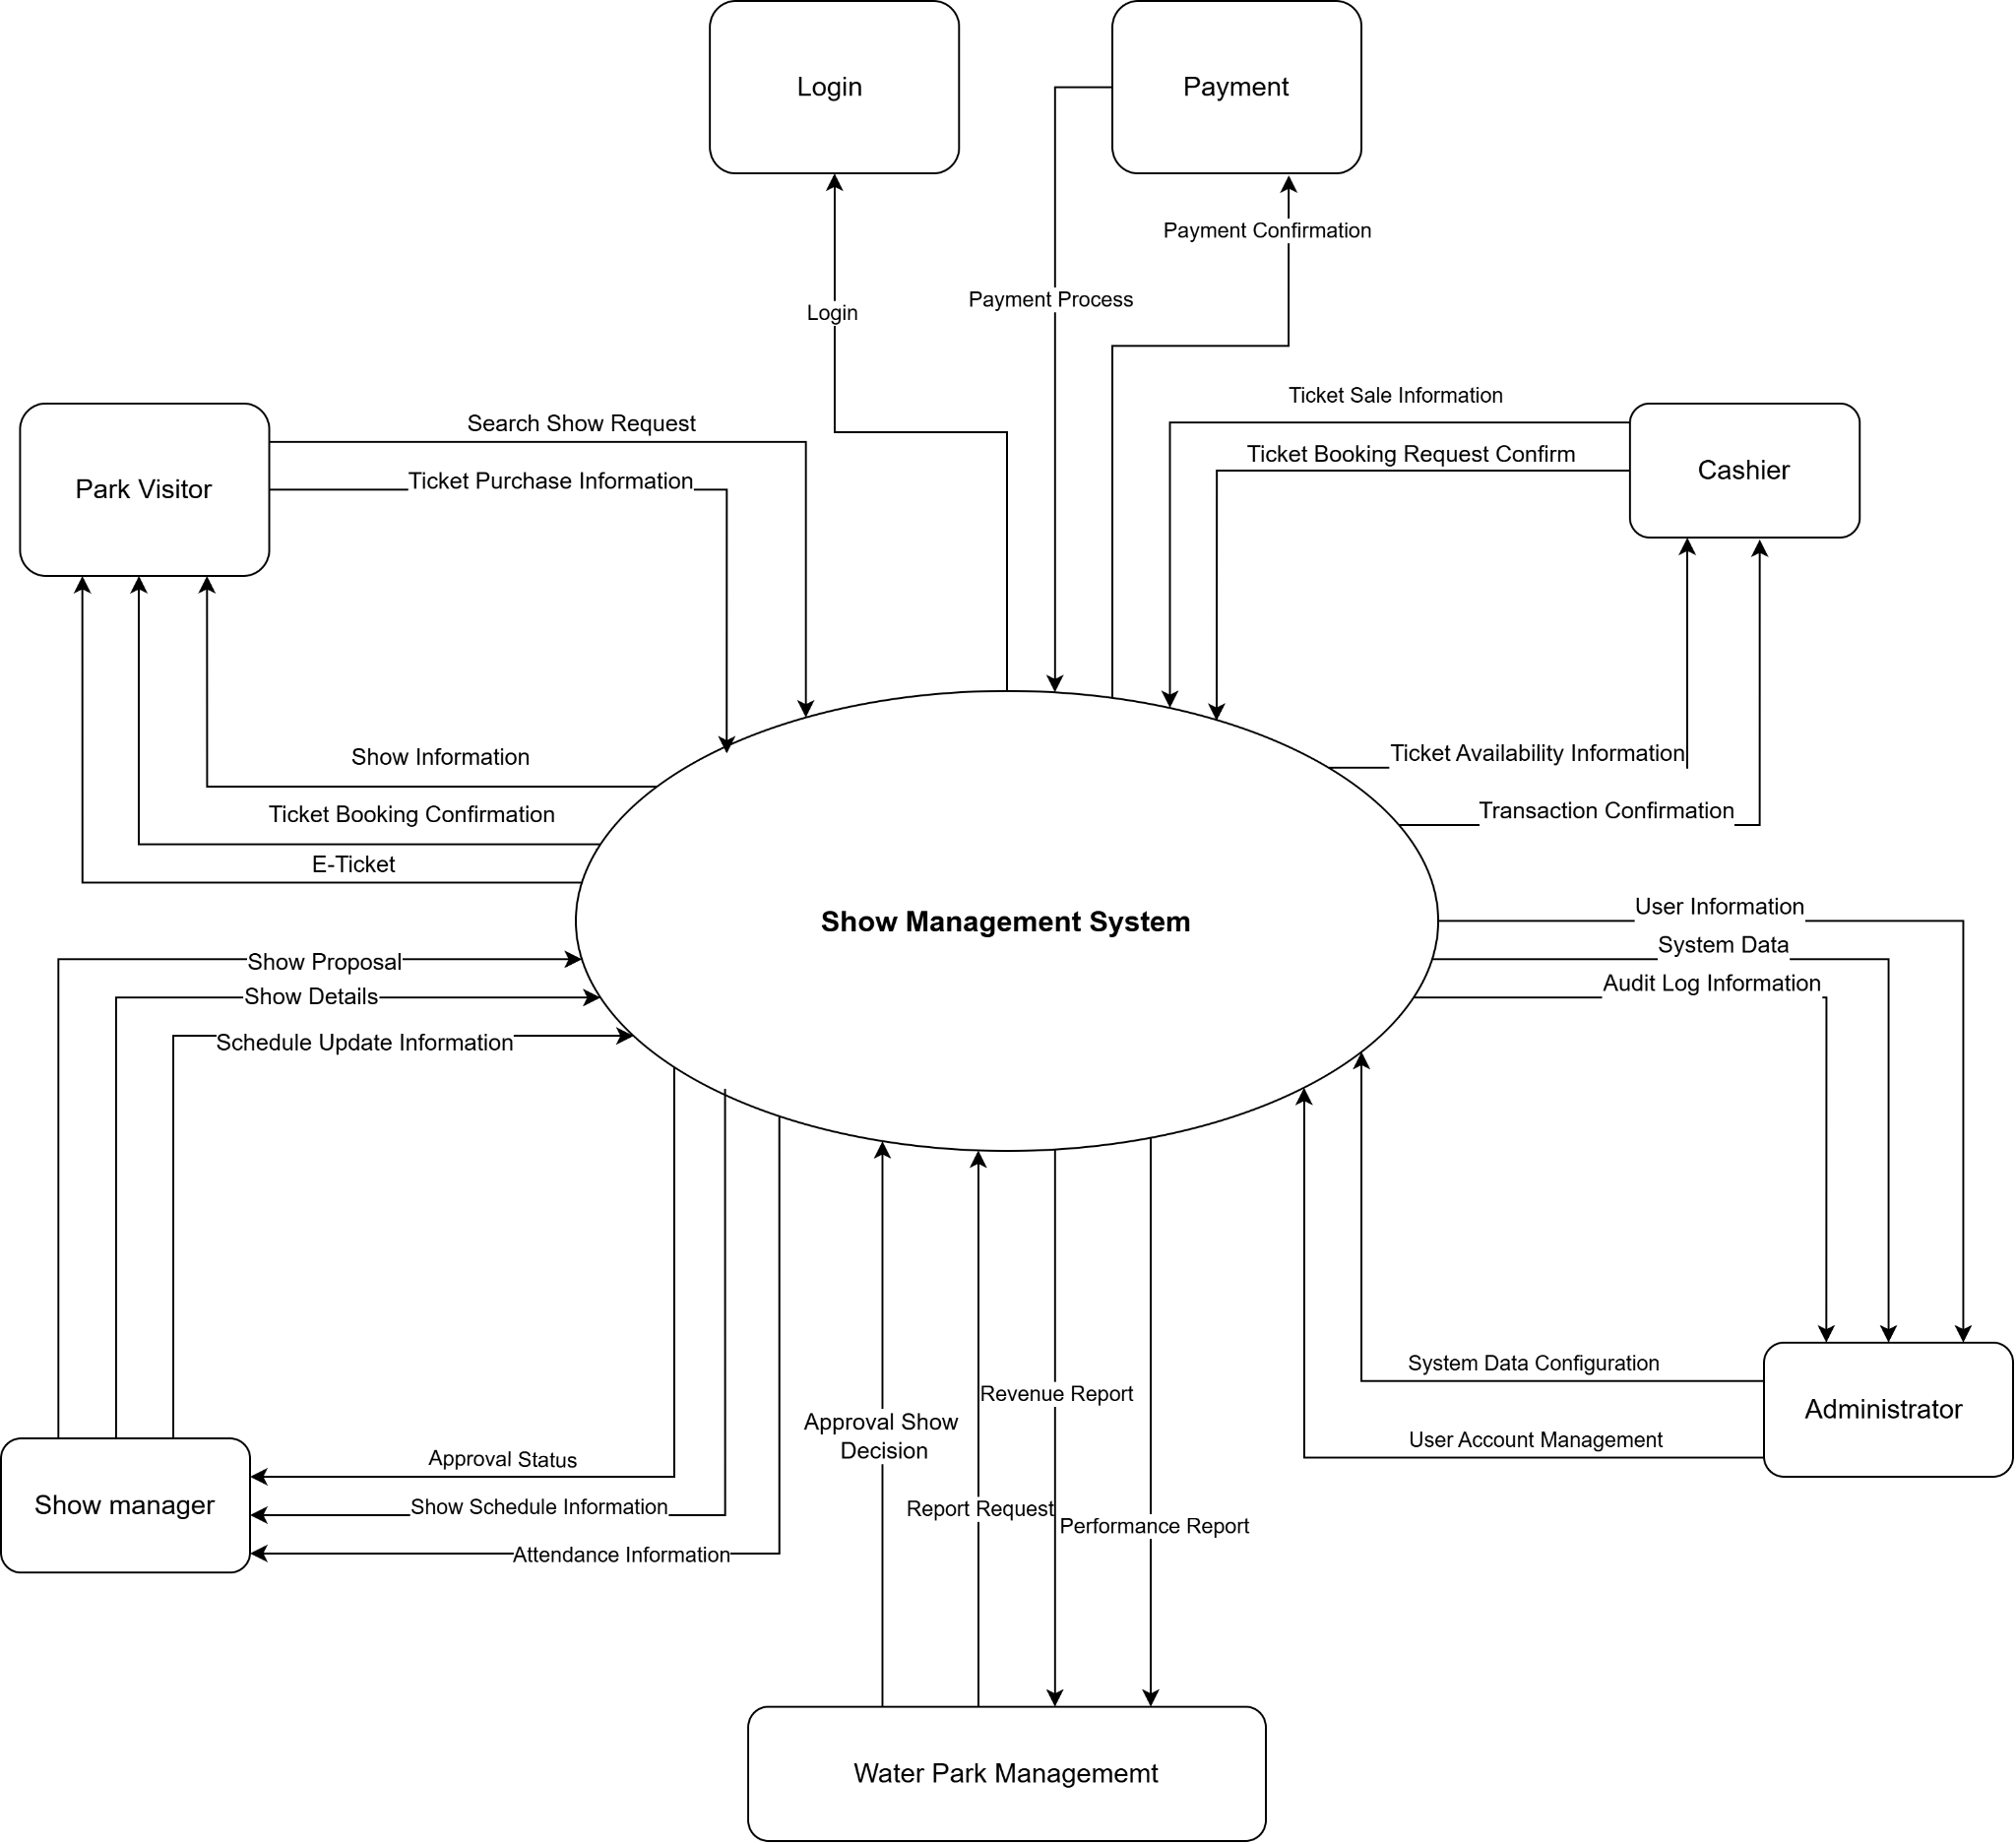 Login
Payment
Payment Confirmation
Payment Process
Login
Ticket Sale Information
Search Show Request
Ticket Booking Request Confirm
Cashier
Ticket Purchase Information
Park Visitor
Ticket Availability Information
Show Information
Transaction Confirmation
Ticket Booking Confirmation
E-Ticket
User Information
Show Management System
System Data
Show Proposal
Audit Log Information
Show Details
Schedule Update Information
System Data Configuration
Revenue Report
Administrator
Approval Show
Decision
User Account Management
Approval Status
Show manager
Show Schedule Information
Report Request
Performance Report
Attendance Information
Water Park Managememt